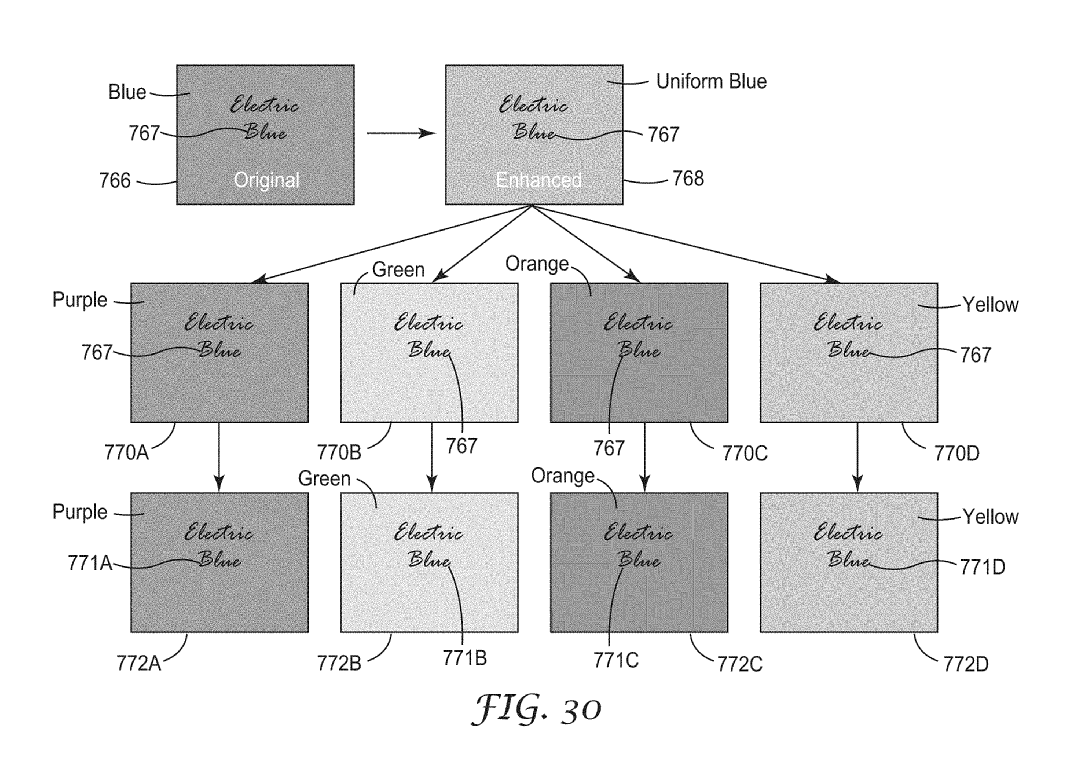 Blue
Electric
Blue
767
766
Original
Uniform Blue
Electric
Blue
767
Enhanced
768
Purple
Electric
Blue
767
770A
Green
Electric
Blue
767
770B
Orange
Electric
Blue
767
770C
Yellow
Electric
Blue
767
770D
Purple
Electric
Blue
771A
772A
Green
Electric
Blue
771B
772B
Orange
Electric
Blue
771C
772C
Yellow
Electric
Blue
771D
772D
FIG. 30